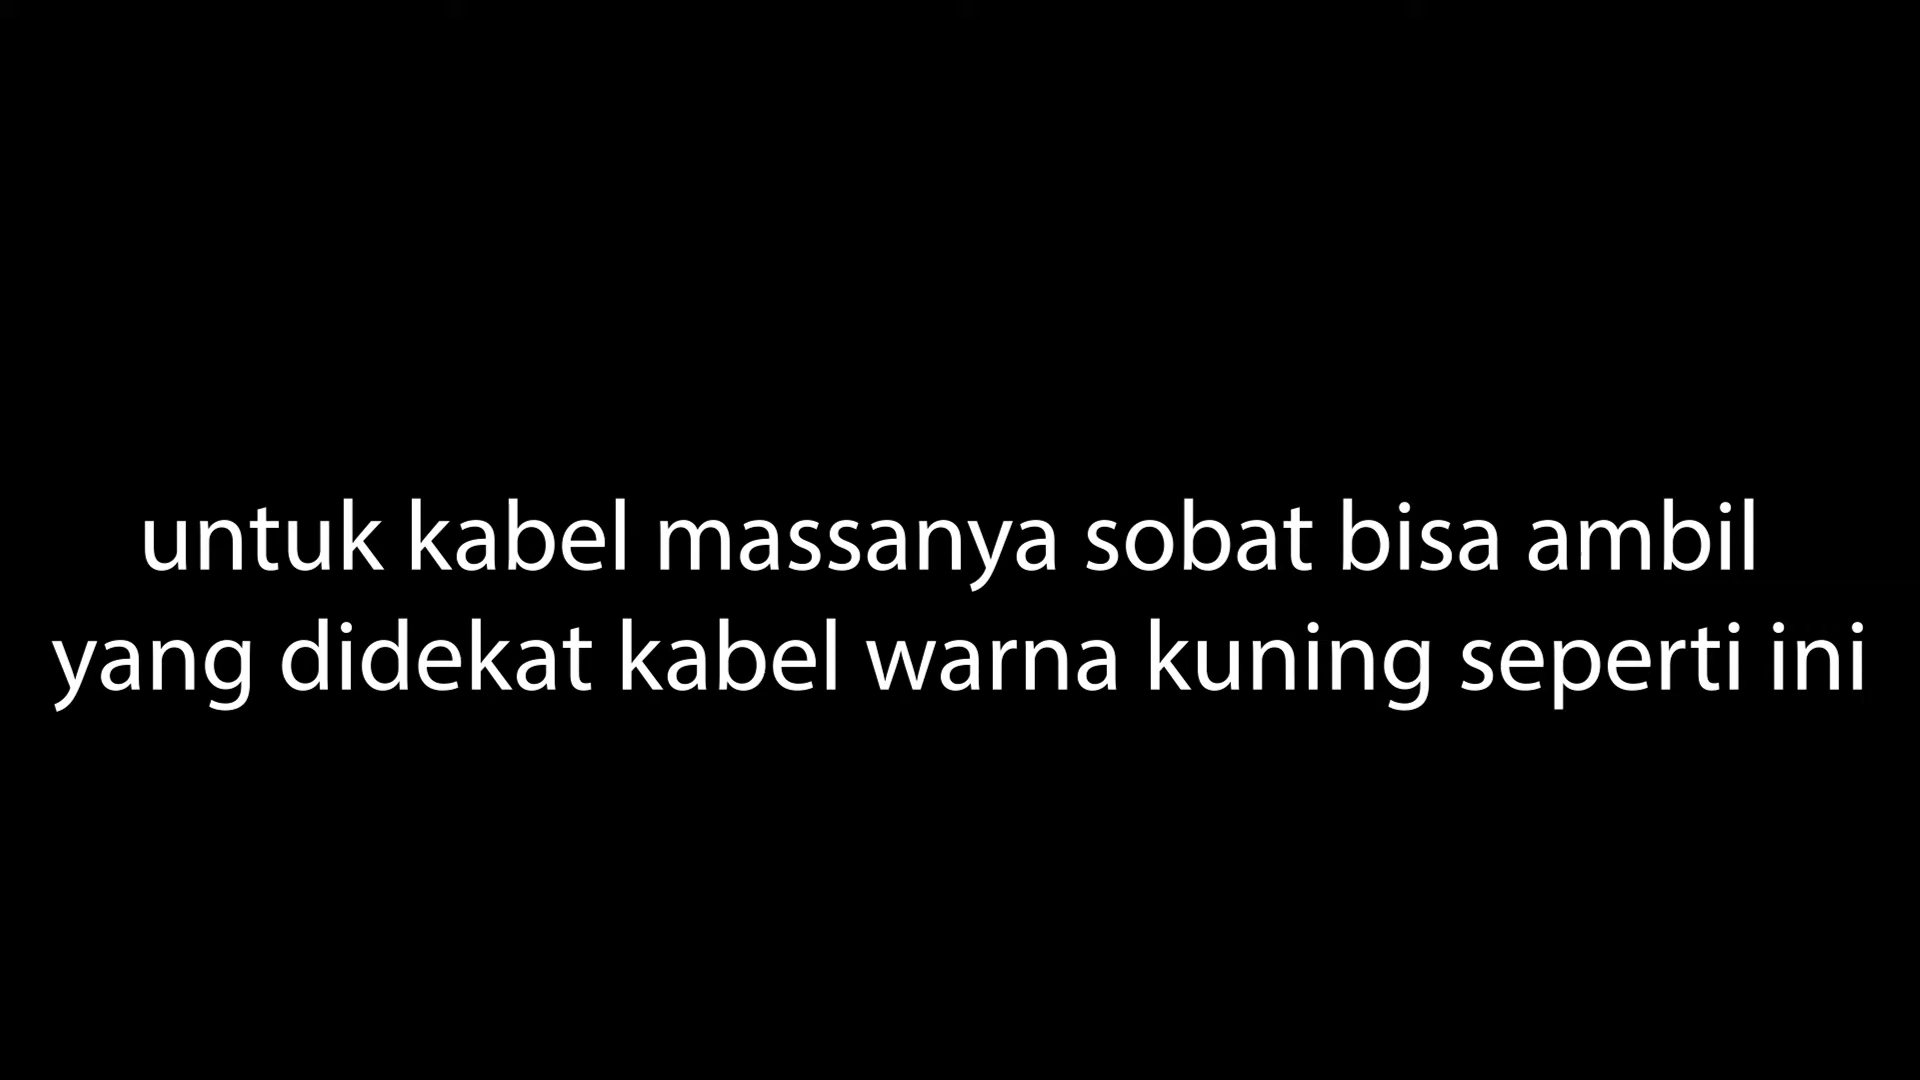 untuk kabel massanya sobat bisa ambil
yang didekat kabel warna kuning seperti ini